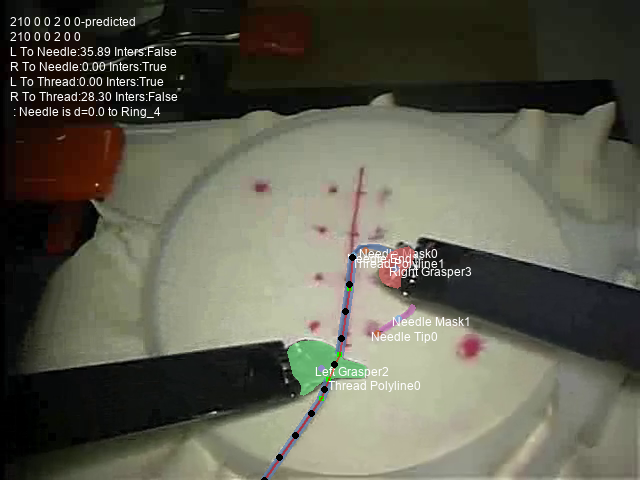 210 0 0 2 0 0-predicted
210 0 0 2 0 0
L To Needle:35.89 Inters:False
R To Needle:0.00 Inters:True
L To Thread:0.00 Inters:True
R To Thread:28.30 Inters:False
: Needle is d=0.0 to Ring_4
Needle Mask0
Needle End
Thread Polyline1
Right Grasper3
Needle Mask1
Needle Tip0
Left Grasper2
Thread Polyline0